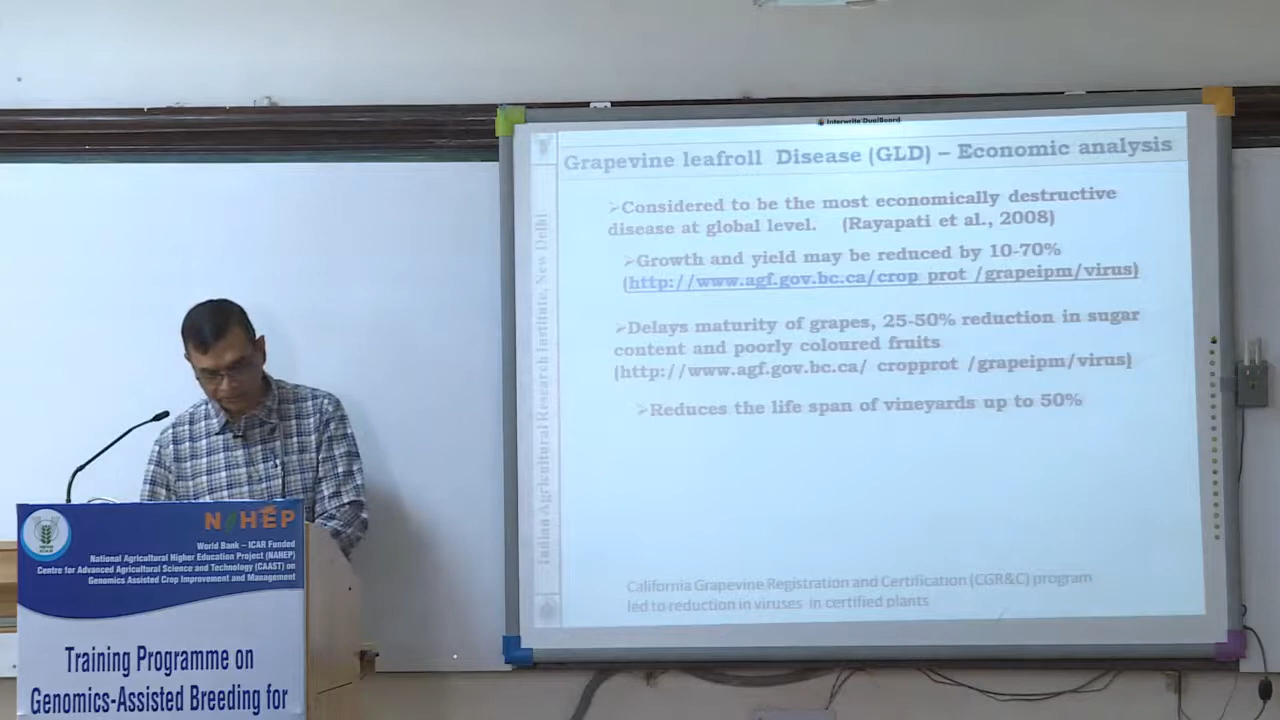 Interwrite DualBoard
Grapevine leafroll Disease (GLD) – Economic analysis
➢Considered to be the most economically destructive
disease at global level. (Rayapati et al., 2008)
➢Growth and yield may be reduced by 10-70%
(http://www.agf.gov.bc.ca/crop prot /grapeipm/virus)
➢Delays maturity of grapes, 25-50% reduction in sugar
content and poorly coloured fruits
(http://www.agf.gov.bc.ca/ cropprot /grapeipm/virus)
➢Reduces the life span of vineyards up to 50%
California Grapevine Registration and Certification (CGR&C) program
led to reduction in viruses in certified plants
Indian Agricultural Research Institute, New Delhi
NAHEP
World Bank – ICAR Funded
National Agricultural Higher Education Project (NAHEP)
Centre for Advanced Agricultural Science and Technology (CAAST) on
Genomics Assisted Crop Improvement and Management
Training Programme on
Genomics-Assisted Breeding for